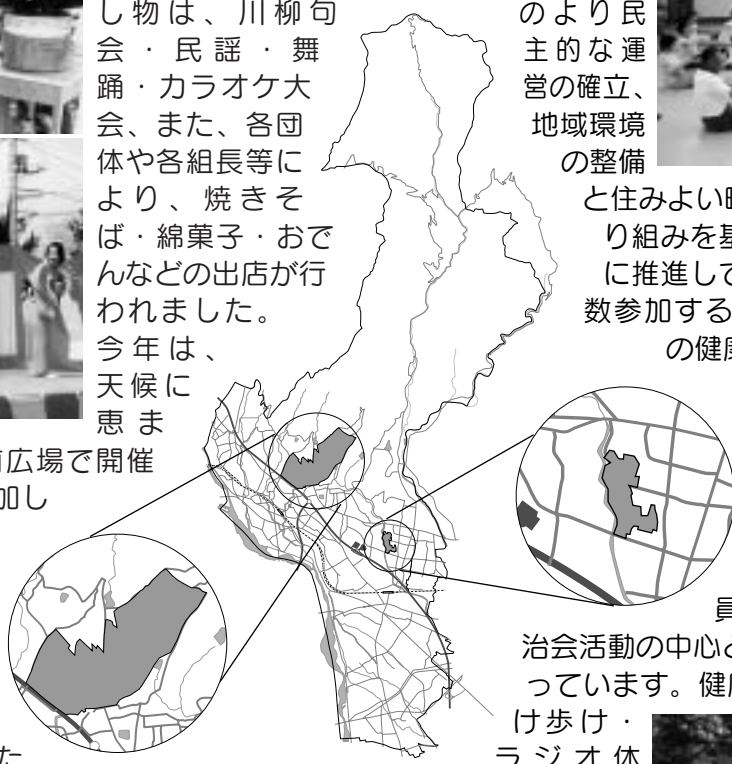 し物は、川柳句
会・民謡・舞
踊・カラオケ大
会、また、各団
体や各組長等に
より、焼きそ
ば・綿菓子・おで
んなどの出店が行
われました。
今年は、
天候に
恵ま
広場で開催
加し
た
のより民
主的な運
営の確立、
地域環境
の整備
と住みよい
り組みを基
に推進して
数参加する
の健康
員
治会活動の中心と
っています。健康
け歩け・
ラジオ体